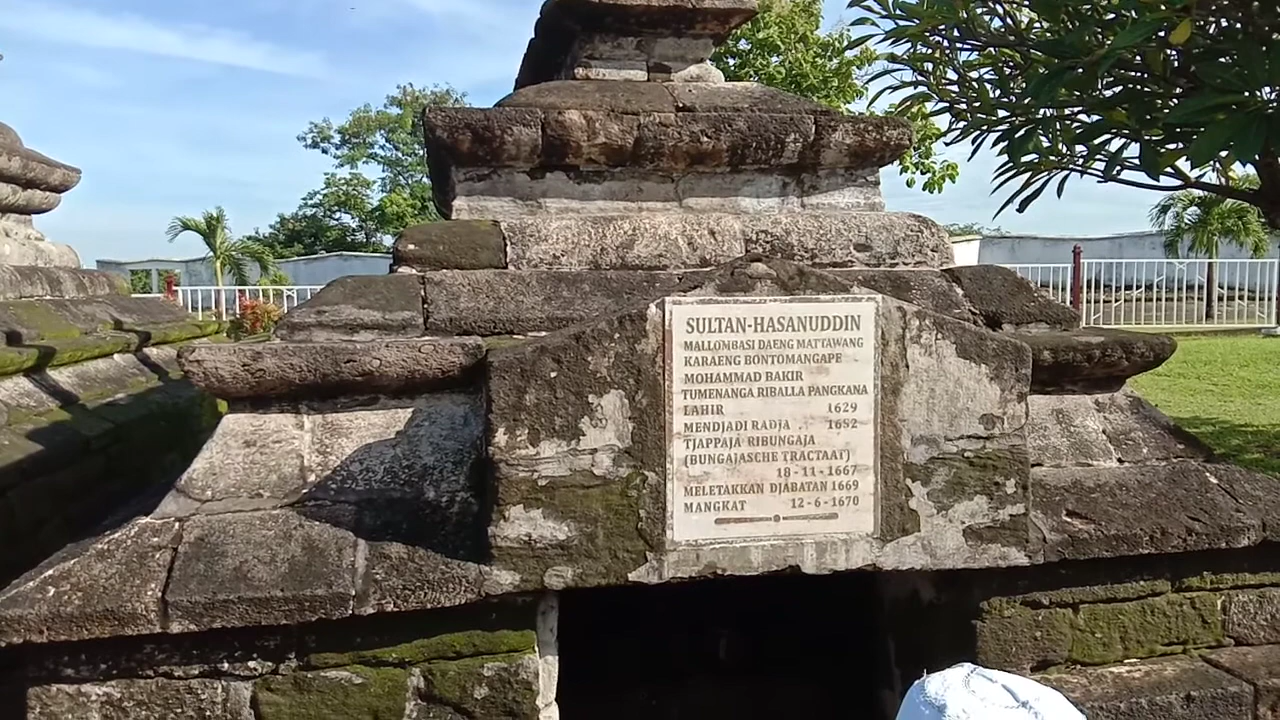 SULTAN-HASANUDDIN
MALLOMBASI DAENG MATTAWANG
KARAENG BONTOMANGAPE
MOHAMMAD BAKIR
TUMENANGA RIBALLA PANGKANA
LAHIR 1629
MENDJADI RADJA .. 1652
TJAPPAJA RIBUNGAJA
(BUNGAJASCHE TRACTAAT)
18-11-1667
MELETAKKAN DJABATAN 1669
MANGKAT 12-6-1670